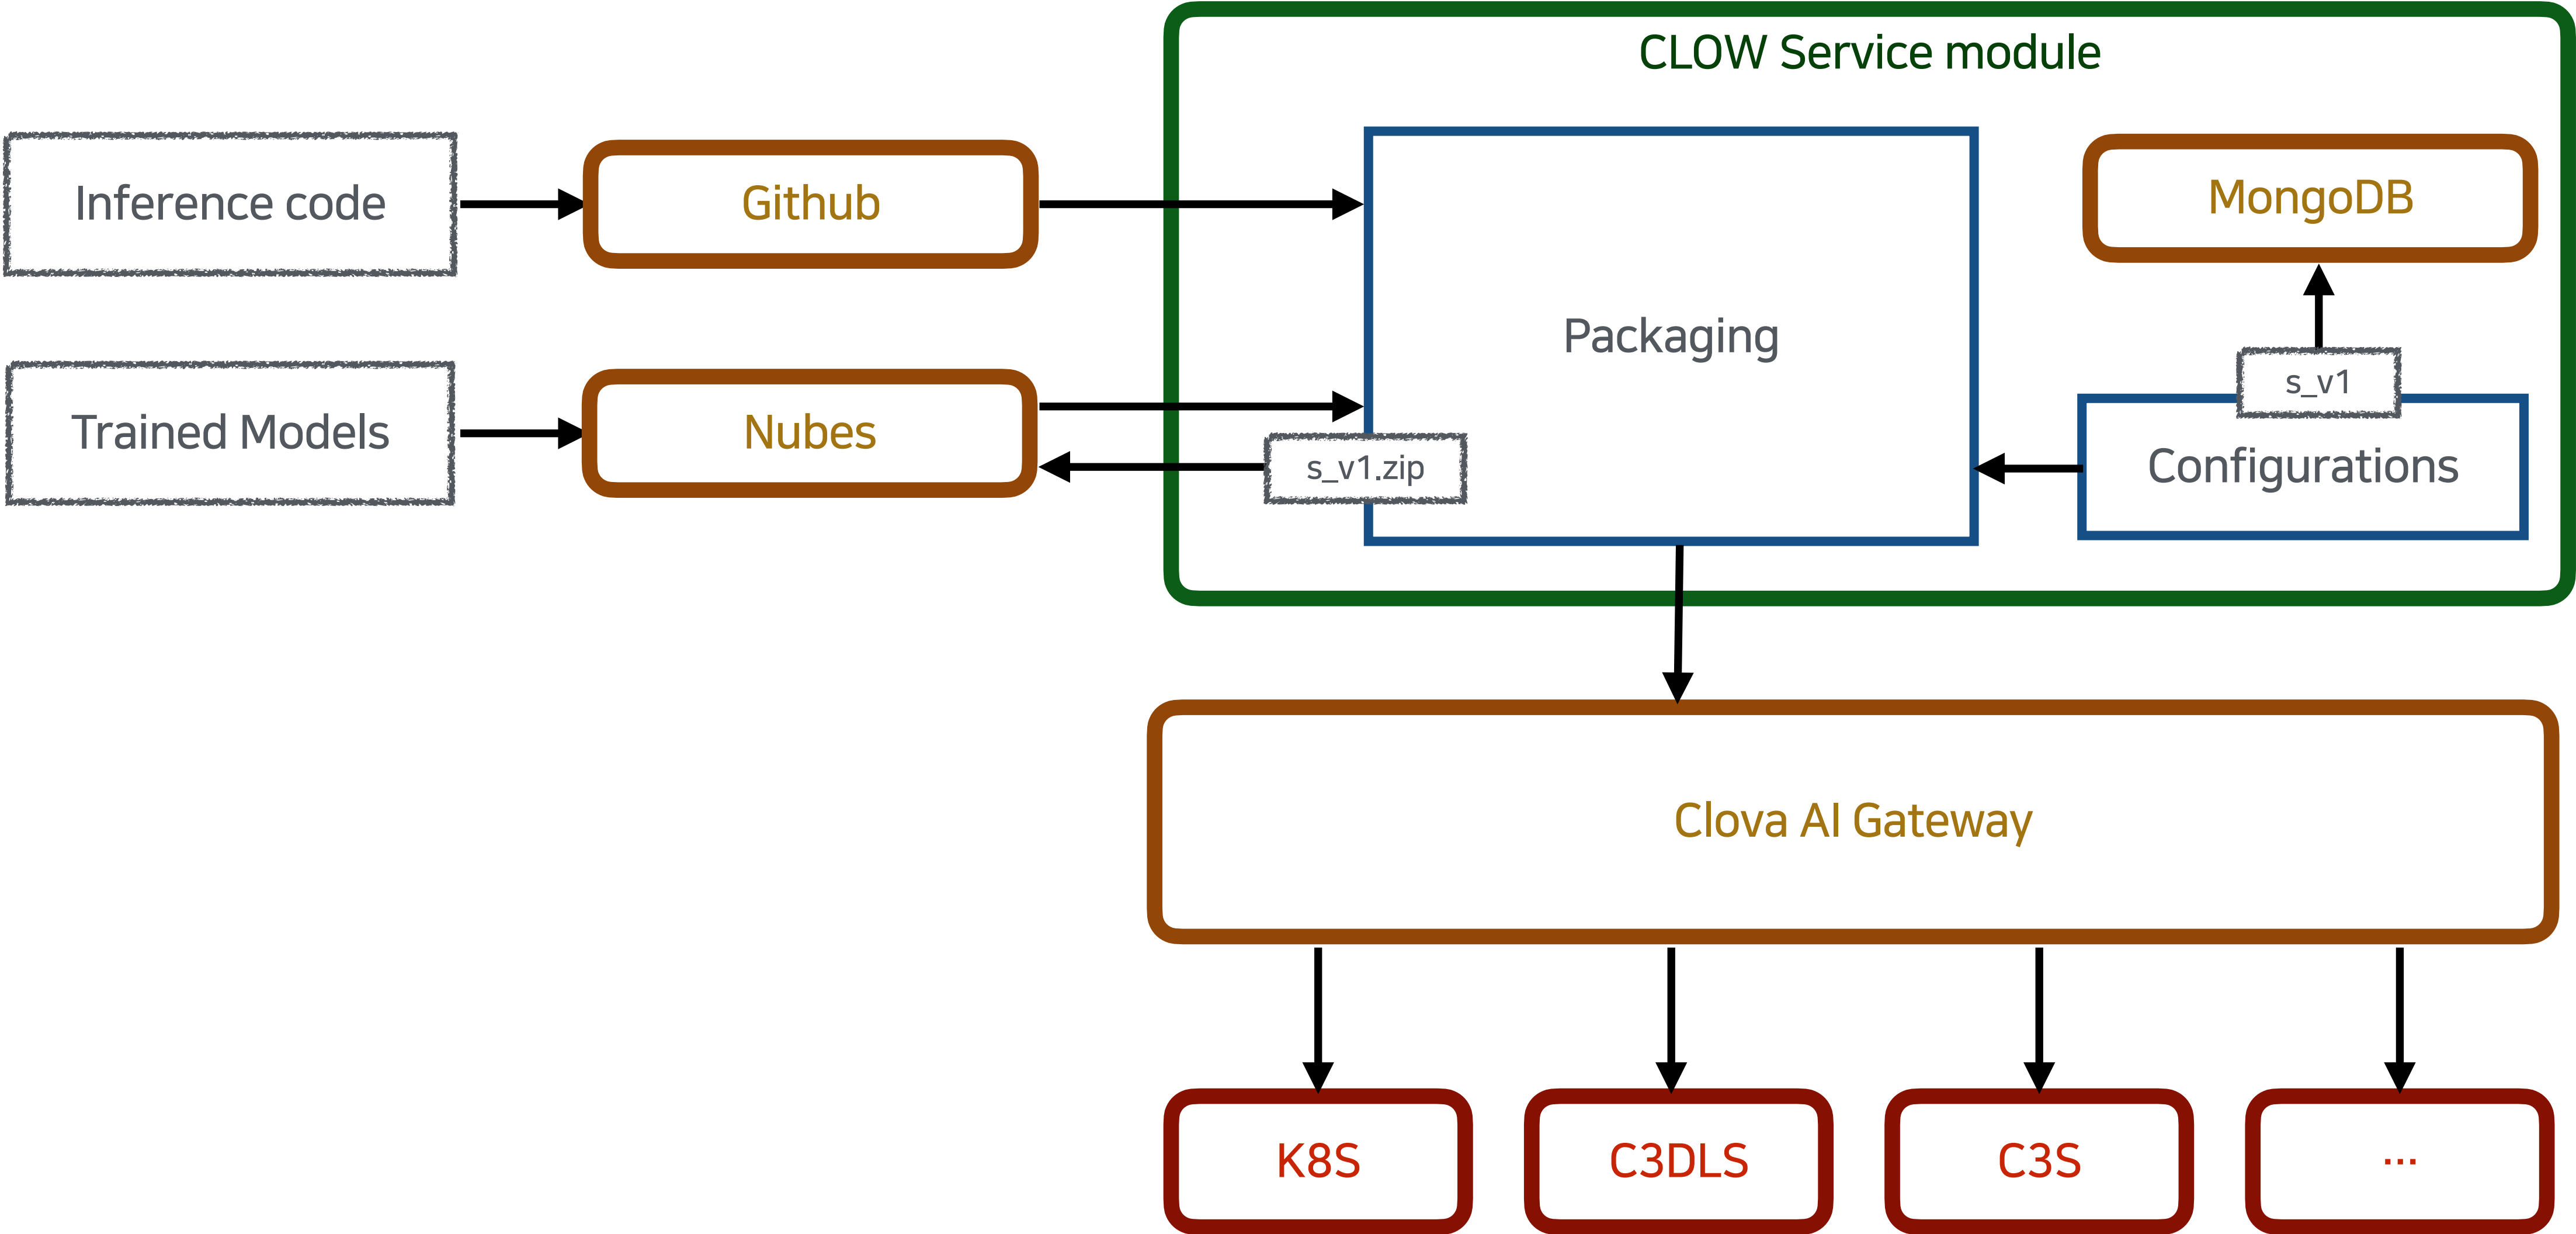 CLOW Service module
Inference code
Github
MongoDB
Packaging
s_v1
Trained Models
Nubes
s_v1.zip
Configurations
Clova AI Gateway
K8S
C3DLS
C3S
...